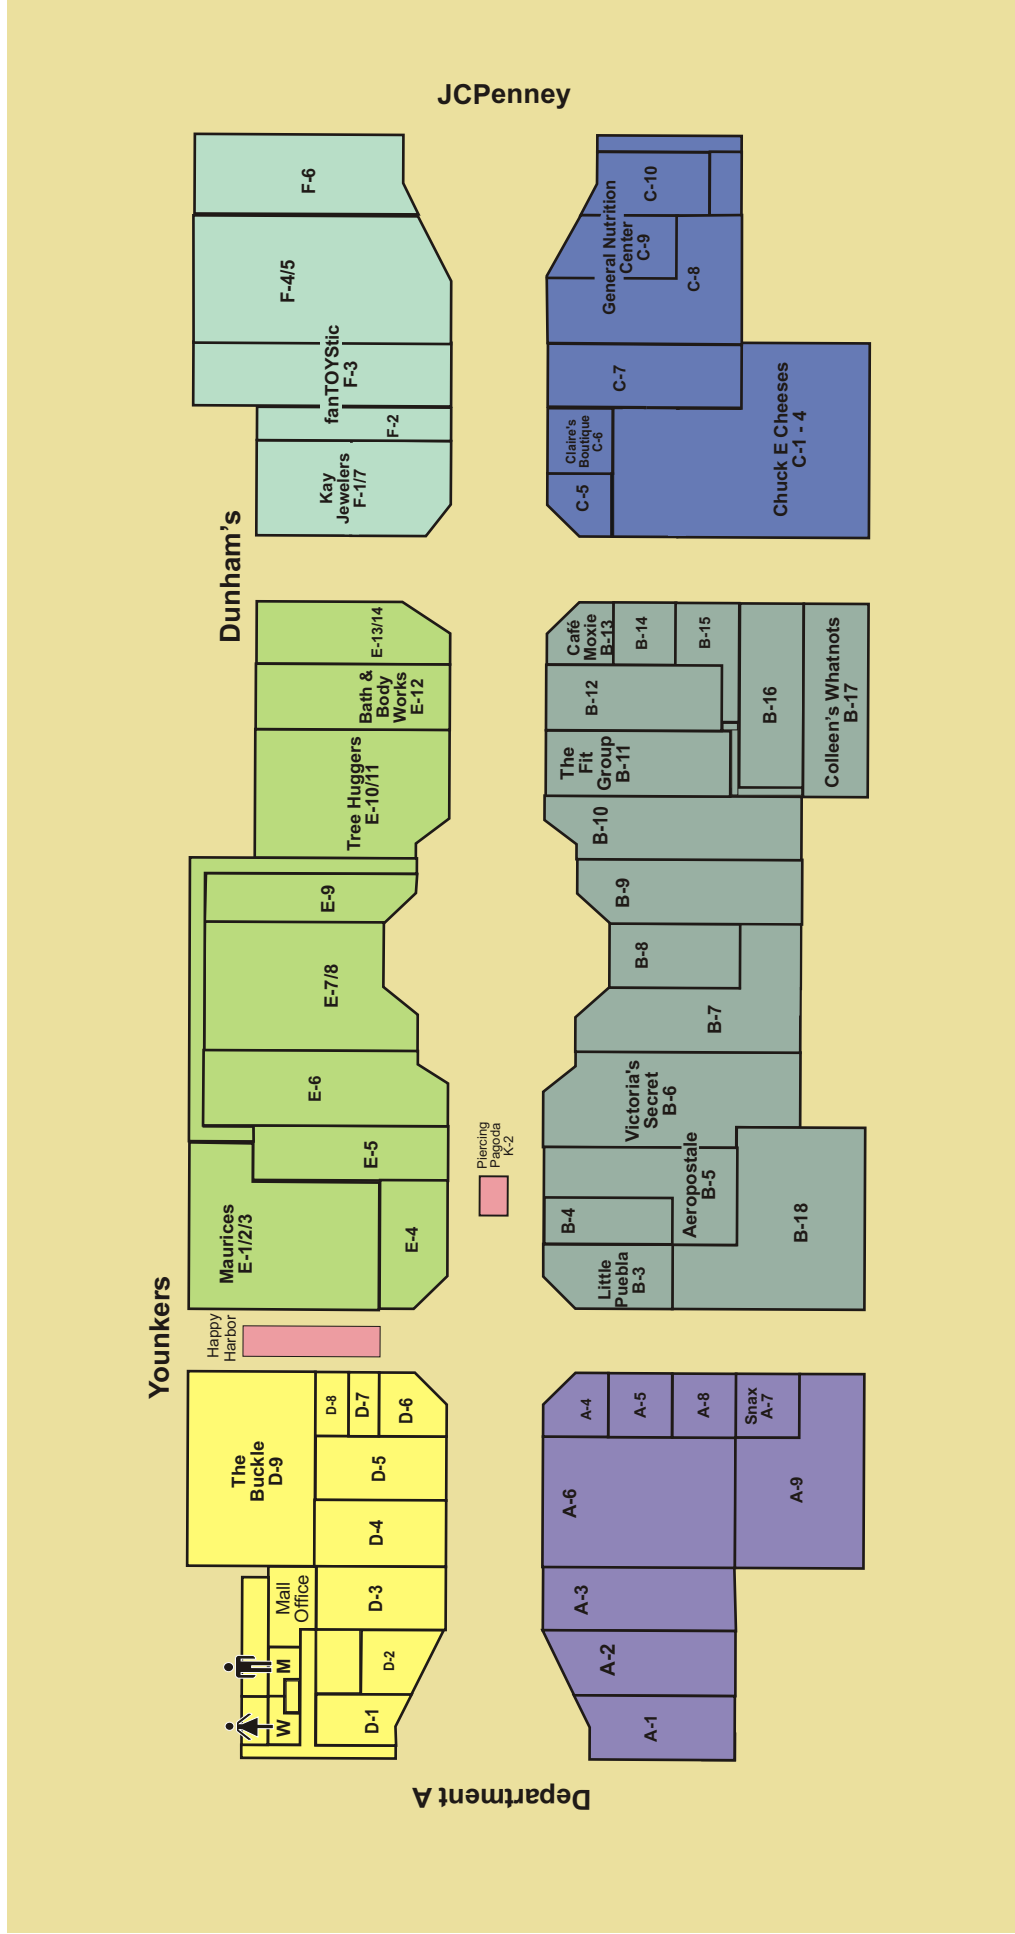 JCPenney
F-6
F-4/5
fanTOYStic
F-3
F-2
Kay
Jewelers
F-1/7
C-10
General Nutrition
Center
C-9
C-8
C-7
Claire's
Boutique
C-6
C-5
Chuck E Cheeses
C-1 - 4
Dunham's
E-13/14
Bath &
Body
Works
E-12
Tree Huggers
E-10/11
E-9
E-7/8
E-6
E-5
Maurices
E-1/2/3
E-4
Café
Moxie
B-13
B-14
B-15
B-12
B-16
Colleen's Whatnots
B-17
The
Fit
Group
B-11
B-10
B-9
B-8
B-7
Victoria's
Secret
B-6
Aeropostale
B-5
B-4
Little
Puebla
B-3
B-18
Piercing
Pagoda
K-2
Younkers
Happy
Harbor
The
Buckle
D-9
D-8
D-7
D-6
D-5
D-4
Mall
Office
D-3
M
D-2
W
D-1
A-4
A-5
A-8
Snax
A-7
A-6
A-9
A-3
A-2
A-1
Department A